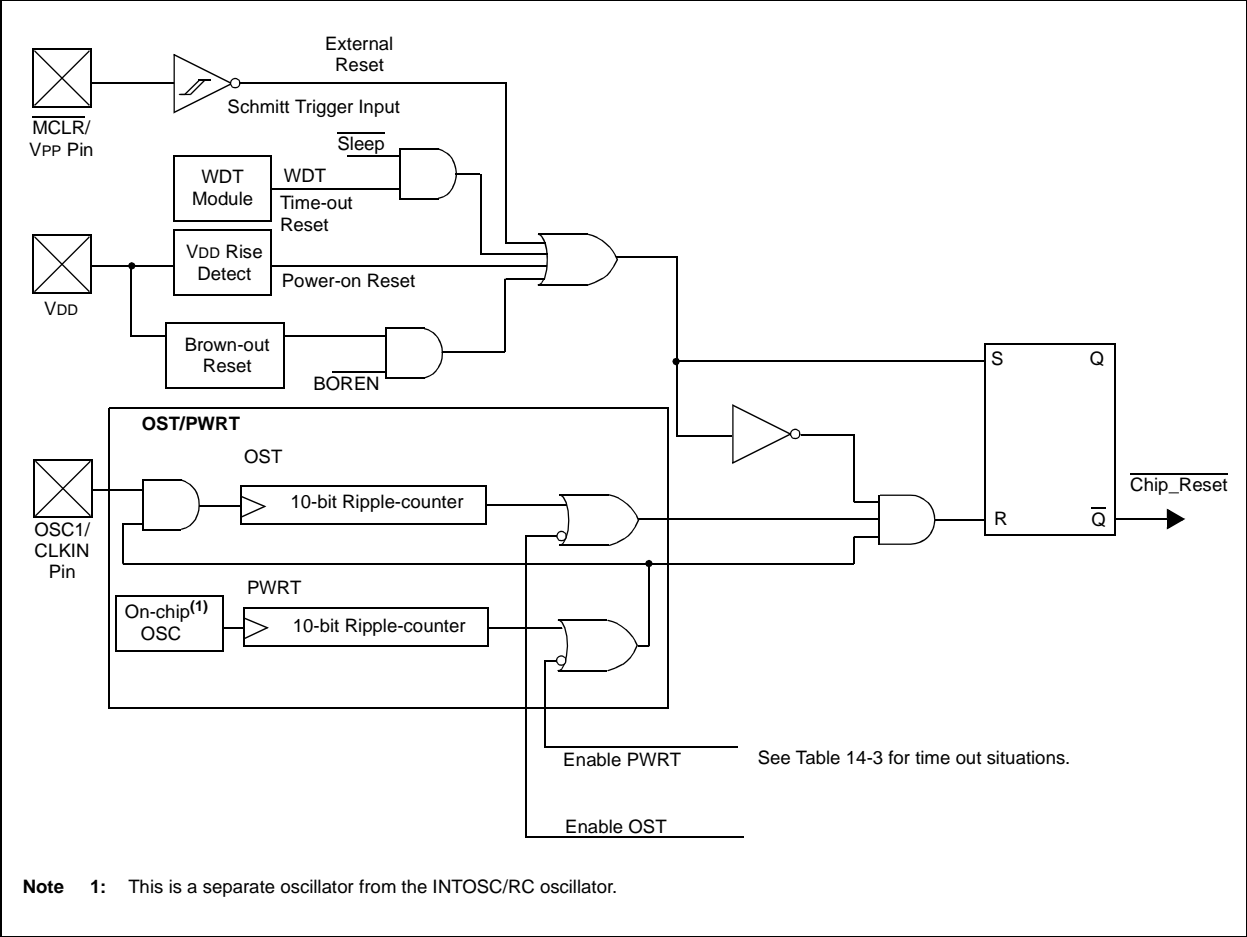 External
Reset
Schmitt Trigger Input
MCLR/
VPP Pin
Sleep
WDT
Module
WDT
Time-out
Reset
VDD Rise
Detect
Power-on Reset
VDD
Brown-out
Reset
BOREN
S
Q
OST/PWRT
OST
10-bit Ripple-counter
OSC1/
CLKIN
Pin
Chip_Reset
R
Q
PWRT
On-chip(1)
OSC
10-bit Ripple-counter
Enable PWRT
See Table 14-3 for time out situations.
Enable OST
Note 1: This is a separate oscillator from the INTOSC/RC oscillator.